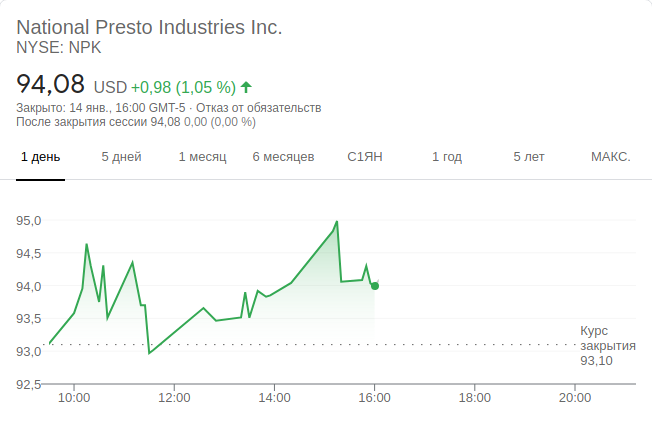 National Presto Industries Inc.
NYSE: NPK
94,08 USD +0,98 (1,05 %)
Закрыто: 14 янв., 16:00 GMT-5 · Отказ от обязательств
После закрытия сессии 94,08 0,00 (0,00 %)
1 день 5 дней 1 месяц 6 месяцев С1ЯН 1 год 5 лет МАКС.
95,0
94,5
94,0
93,5
93,0
92,5
Курс
закрытия
93,10
10:00 12:00 14:00 16:00 18:00 20:00